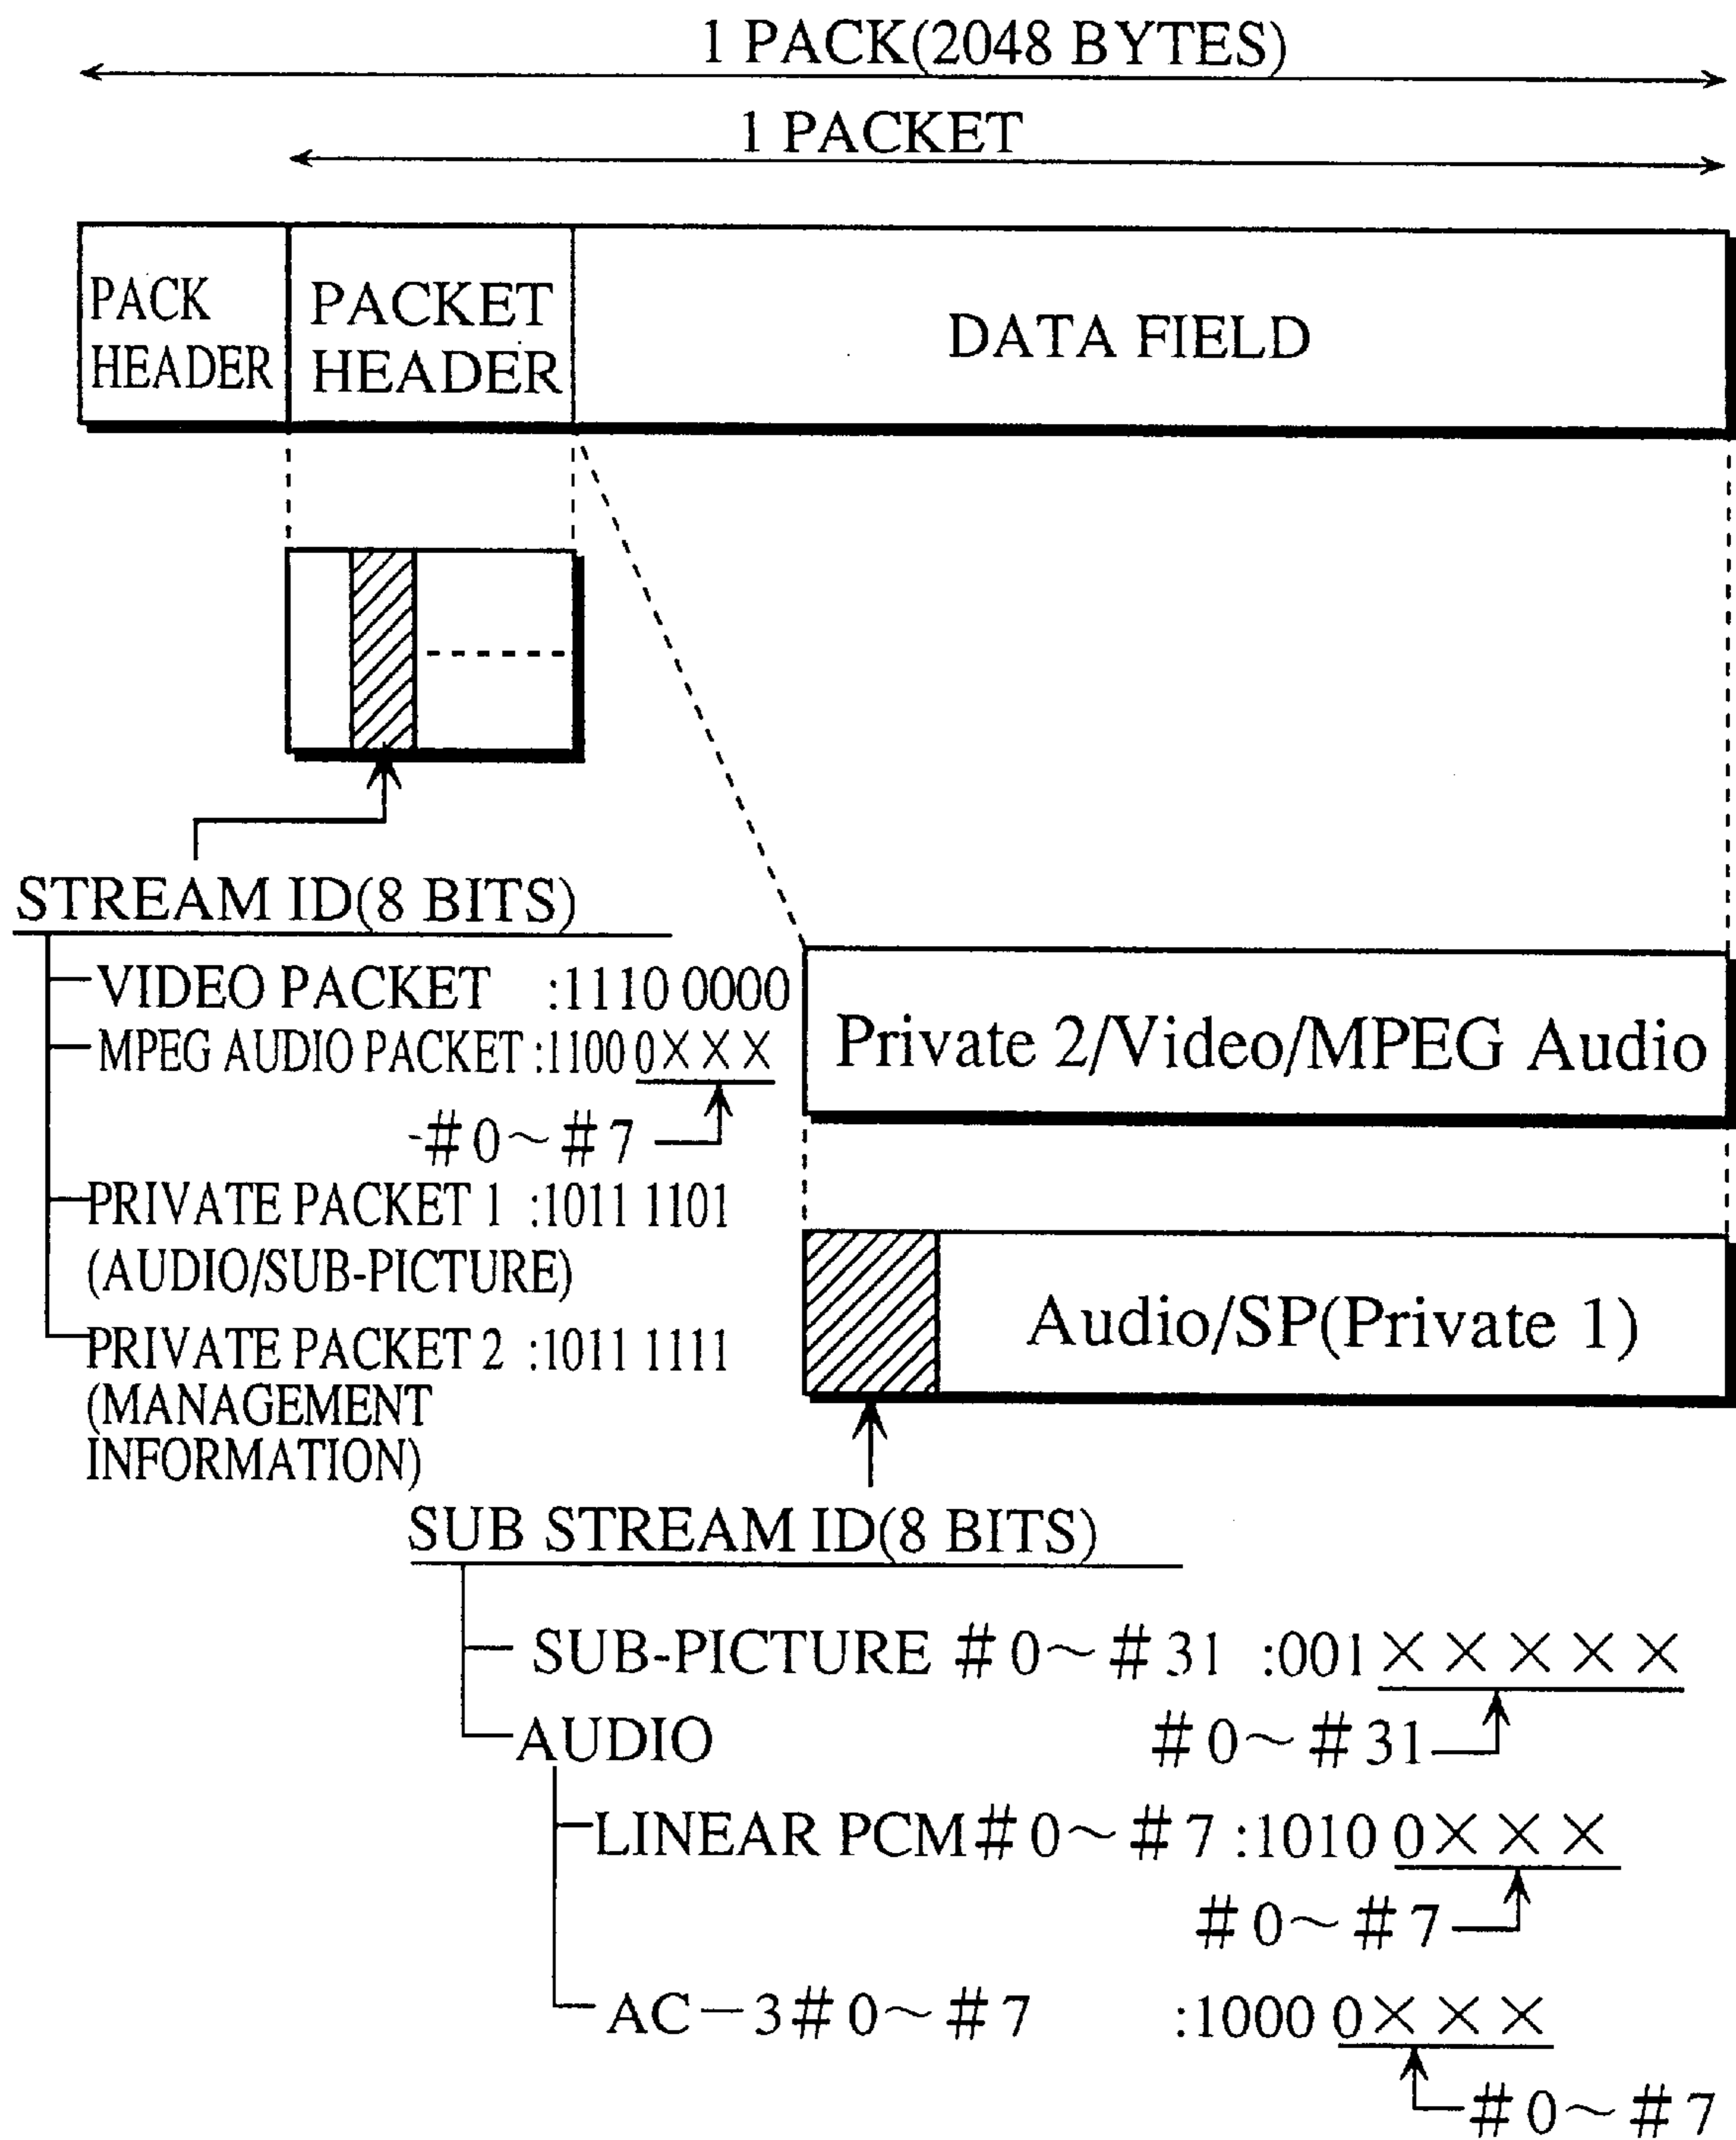 1 PACK(2048 BYTES)
1 PACKET
PACK
HEADER
PACKET
HEADER
DATA FIELD
STREAM ID(8 BITS)
VIDEO PACKET :1110 0000
MPEG AUDIO PACKET :1100 0×××
#0~#7
PRIVATE PACKET 1 :1011 1101
(AUDIO/SUB-PICTURE)
PRIVATE PACKET 2 :1011 1111
(MANAGEMENT
INFORMATION)
Private 2/Video/MPEG Audio
Audio/SP(Private 1)
SUB STREAM ID(8 BITS)
SUB-PICTURE #0~#31 :001×××××
#0~#31
AUDIO
LINEAR PCM#0~#7 :1010 0×××
#0~#7
AC-3#0~#7 :1000 0×××
#0~#7